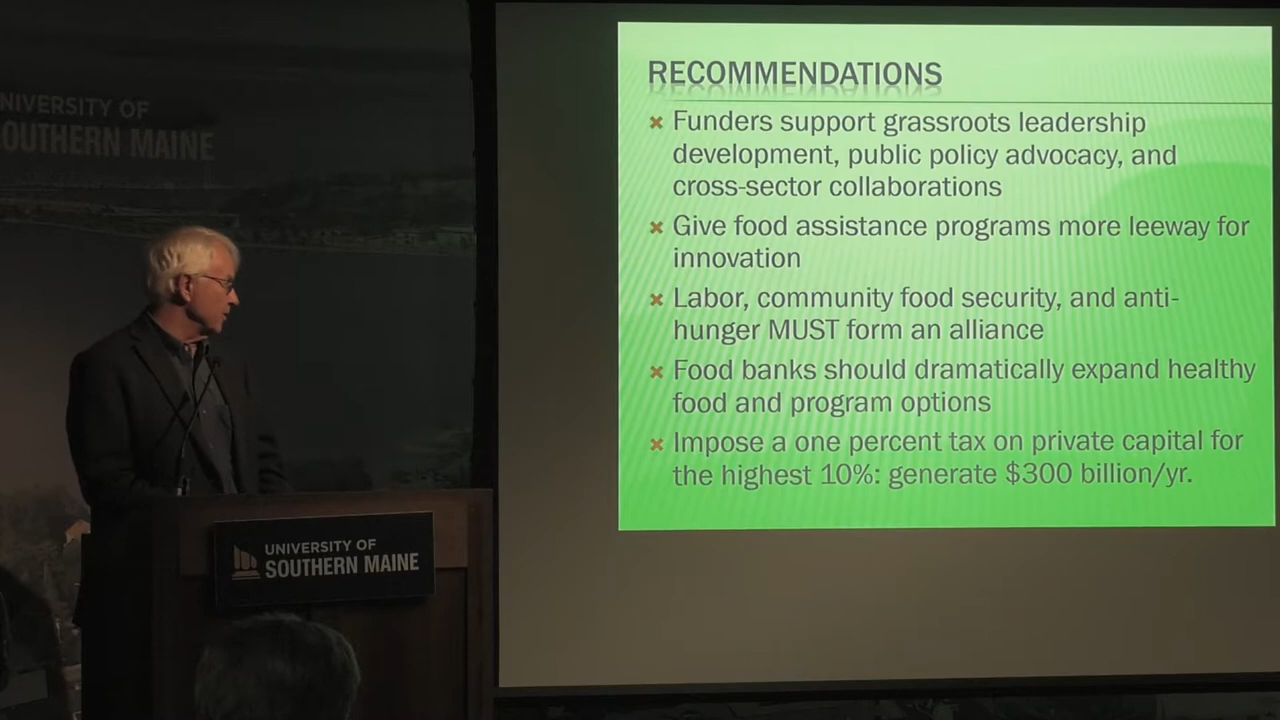 NIVERSITY OF
OUTHERN MAINE
RECOMMENDATIONS
Funders support grassroots leadership
development, public policy advocacy, and
cross-sector collaborations
Give food assistance programs more leeway for
innovation
Labor, community food security, and anti-
hunger MUST form an alliance
Food banks should dramatically expand healthy
food and program options
Impose a one percent tax on private capital for
the highest 10%: generate $300 billion/yr.
UNIVERSITY OF
SOUTHERN MAINE